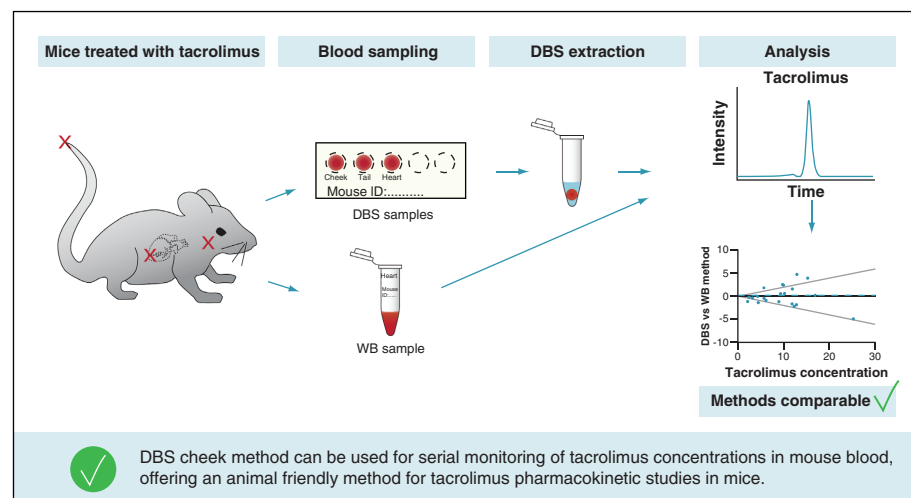 Mice treated with tacrolimus
Blood sampling
DBS extraction
Analysis
X
X
X
Cheek Tail Heart
Mouse ID:..........
DBS samples
Heart
Mouse
ID:.....
WB sample
Tacrolimus
Intensity
Time
DBS vs WB method
10
5
0
-5
-10
0 10 20 30
Tacrolimus concentration
Methods comparable
DBS cheek method can be used for serial monitoring of tacrolimus concentrations in mouse blood,
offering an animal friendly method for tacrolimus pharmacokinetic studies in mice.